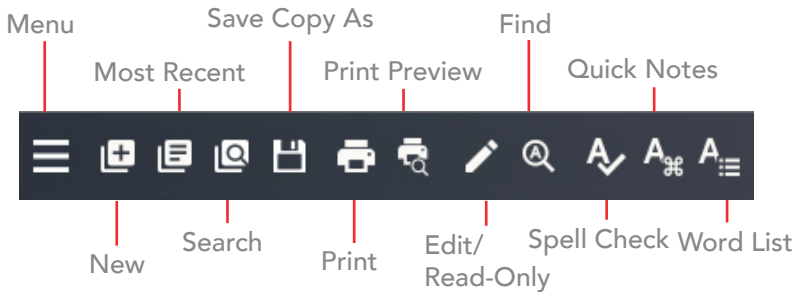 Menu
Save Copy As
Find
Most Recent
Print Preview
Quick Notes
New
Search
Print
Edit/
Read-Only
Spell Check
Word List